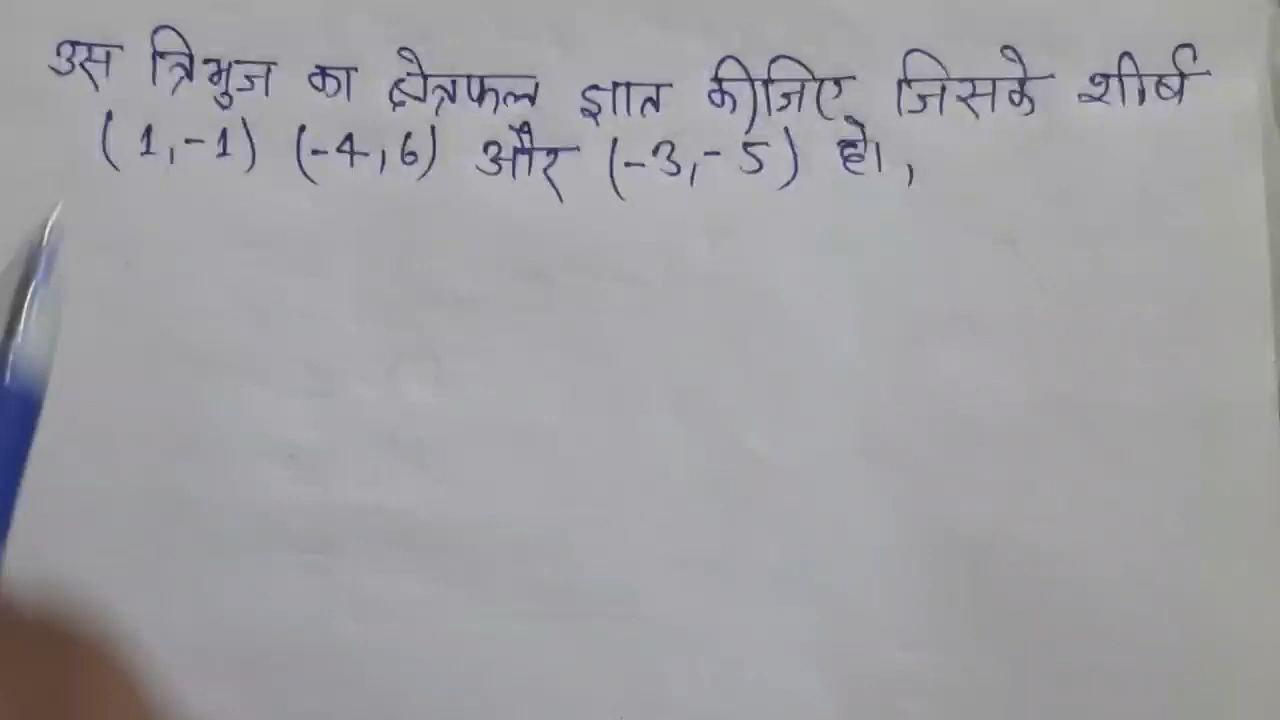 उस त्रिभुज का क्षेत्रफल ज्ञात कीजिए जिसके शीर्ष
(1,-1) (-4,6) और (-3,-5) हो,